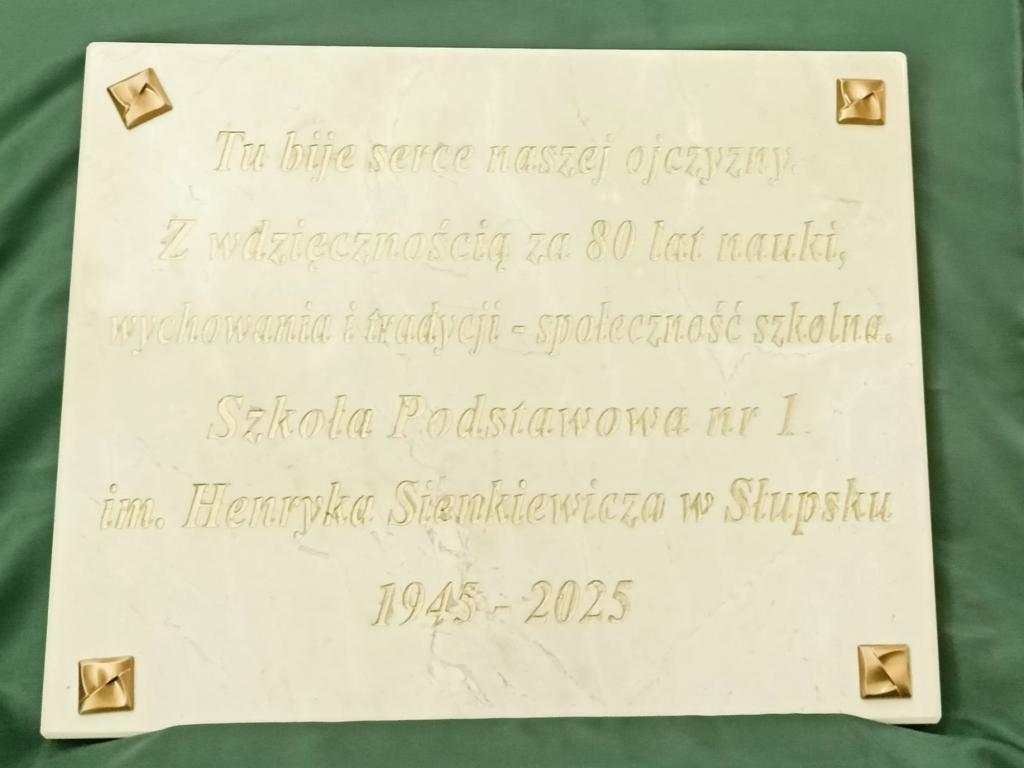 Tu bije serce naszej ojczyzny.
Z wdzięcznością za 80 lat nauki,
wychowania i tradycji - społeczność szkolna.
Szkoła Podstawowa nr 1
im. Henryka Sienkiewicza w Słupsku
1945 - 2025